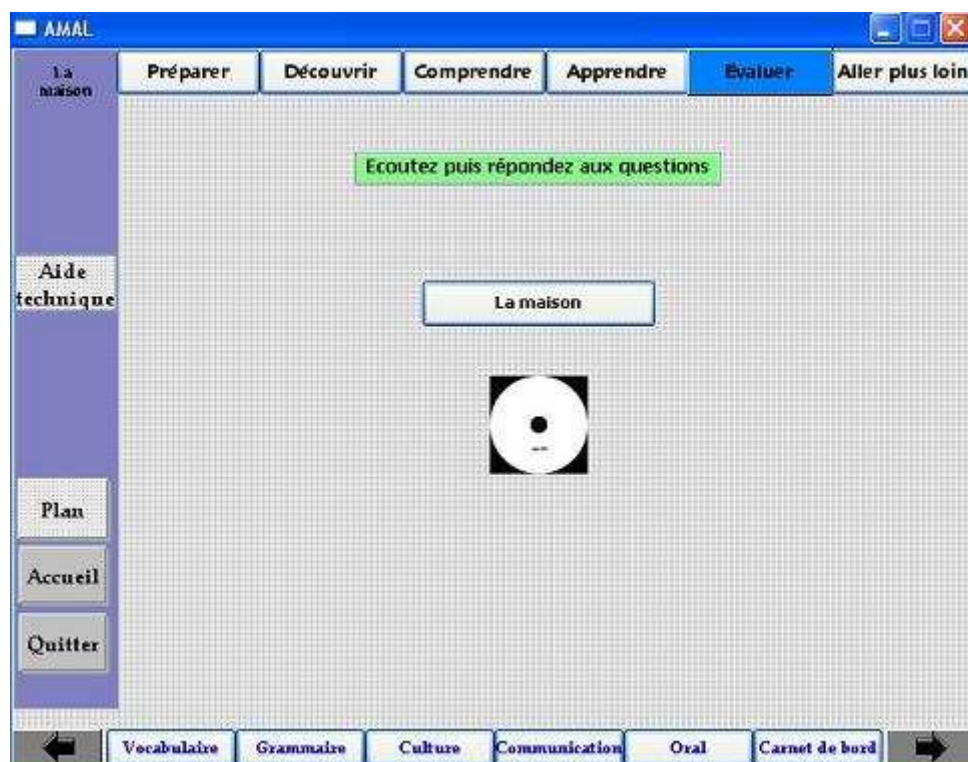 AMAL
La
maison
Préparer
Découvrir
Comprendre
Apprendre
Evaluer
Aller plus loin
Ecoutez puis répondez aux questions
Aide
technique
La maison
Plan
Accueil
Quitter
Vocabulaire
Grammaire
Culture
Communication
Oral
Carnet de bord